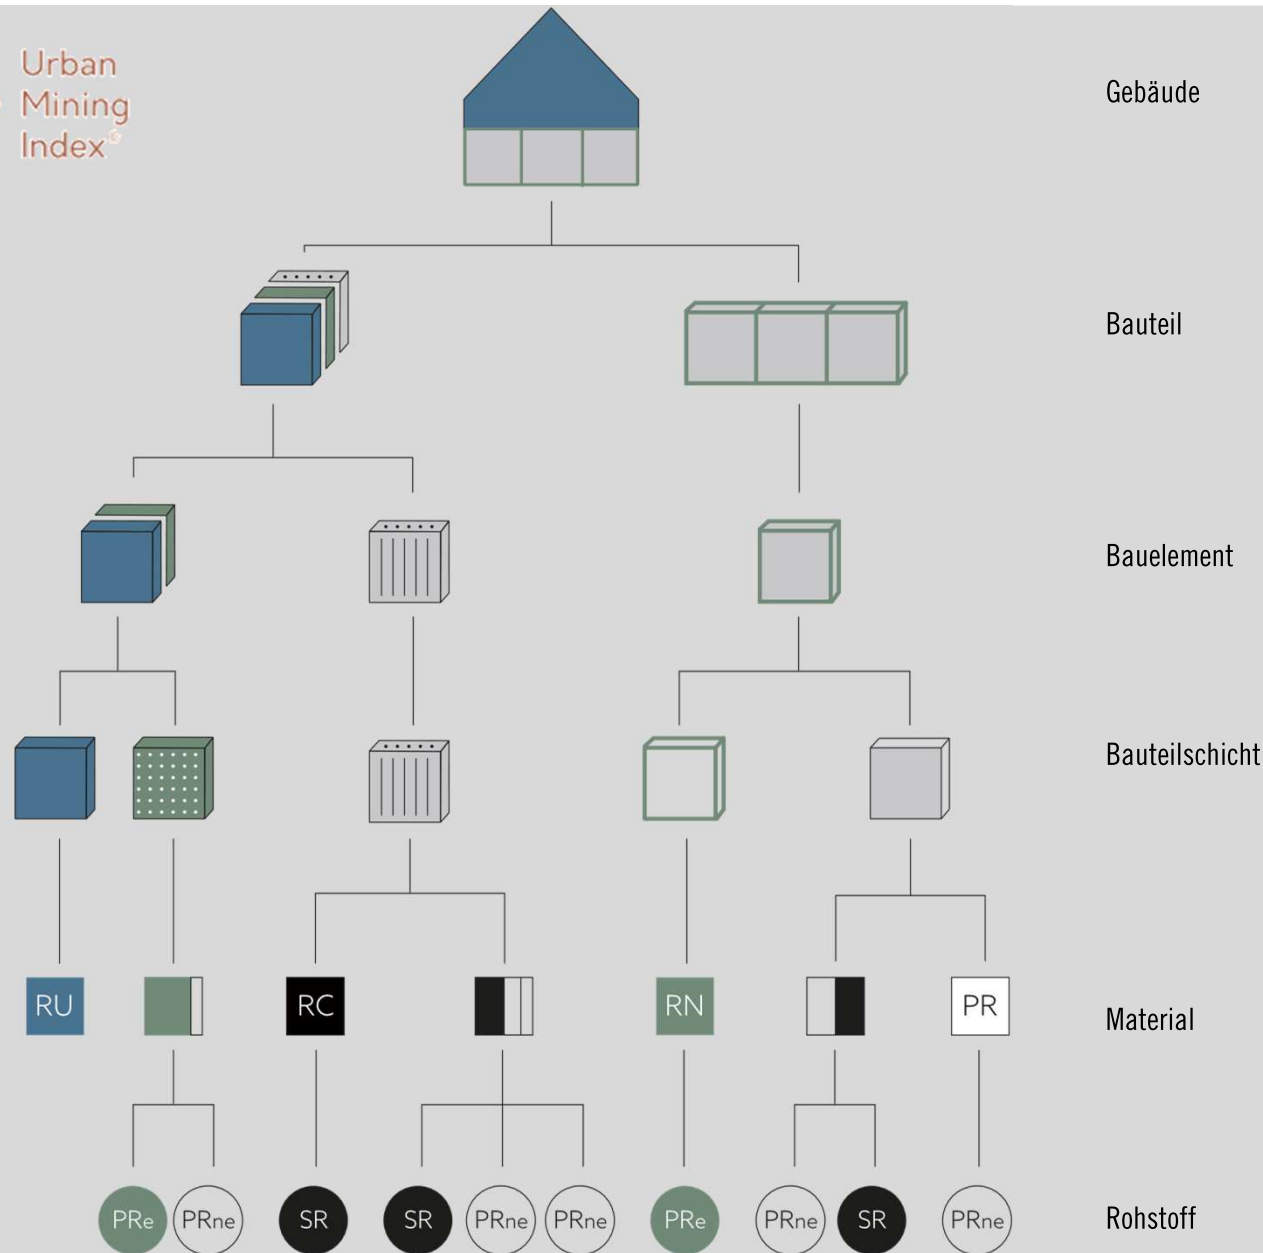 Urban
Mining
Index
Gebäude
Bauteil
Bauelement
Bauteilschicht
RU
RC
RN
PR
Material
PRe
PRne
SR
SR
PRne
PRne
PRe
PRne
SR
PRne
Rohstoff